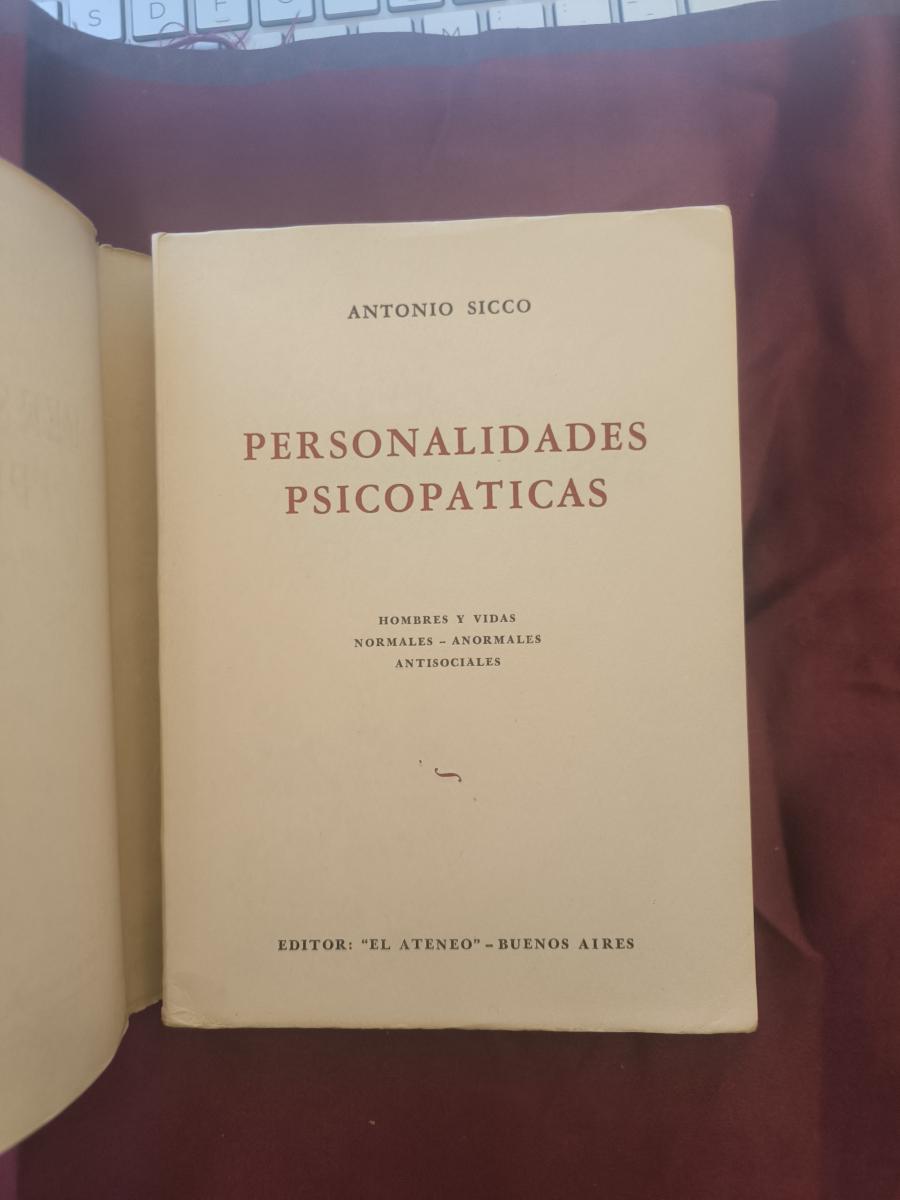 S D F
M
ANTONIO SICCO
PERSONALIDADES
PSICOPATICAS
HOMBRES Y VIDAS
NORMALES – ANORMALES
ANTISOCIALES
EDITOR: "EL ATENEO" – BUENOS AIRES